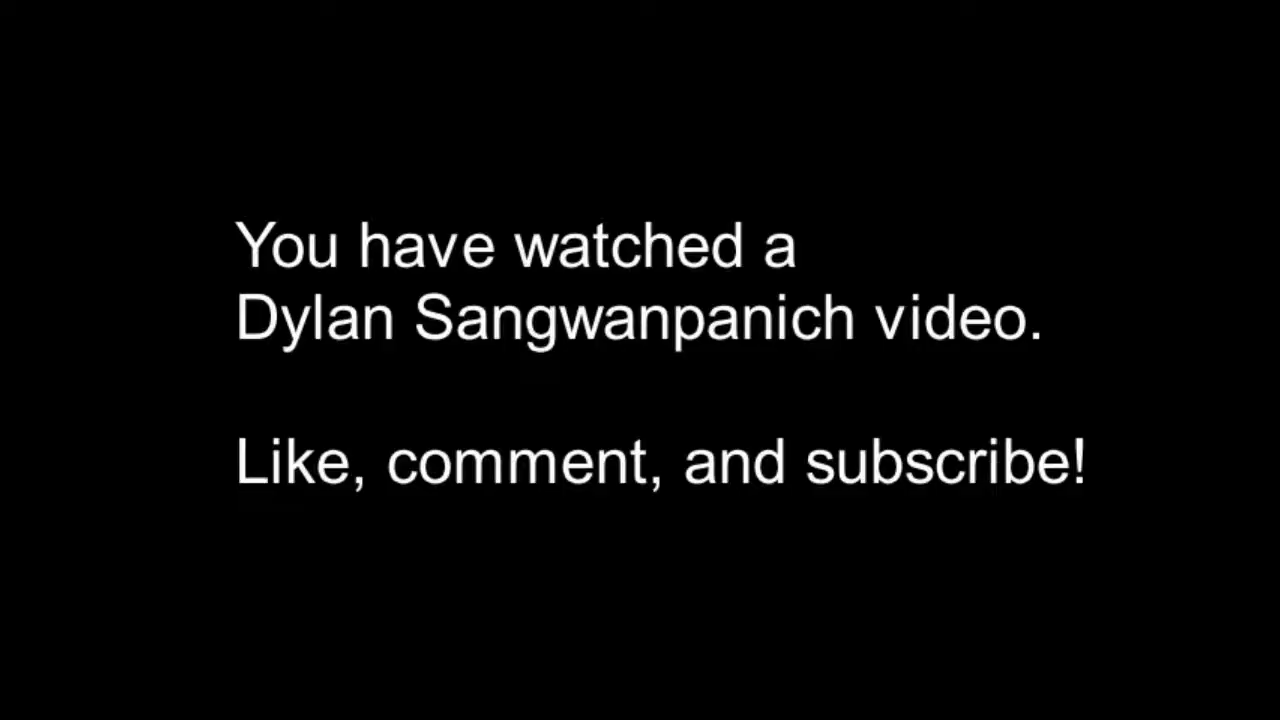 You have watched a
Dylan Sangwanpanich video.
Like, comment, and subscribe!